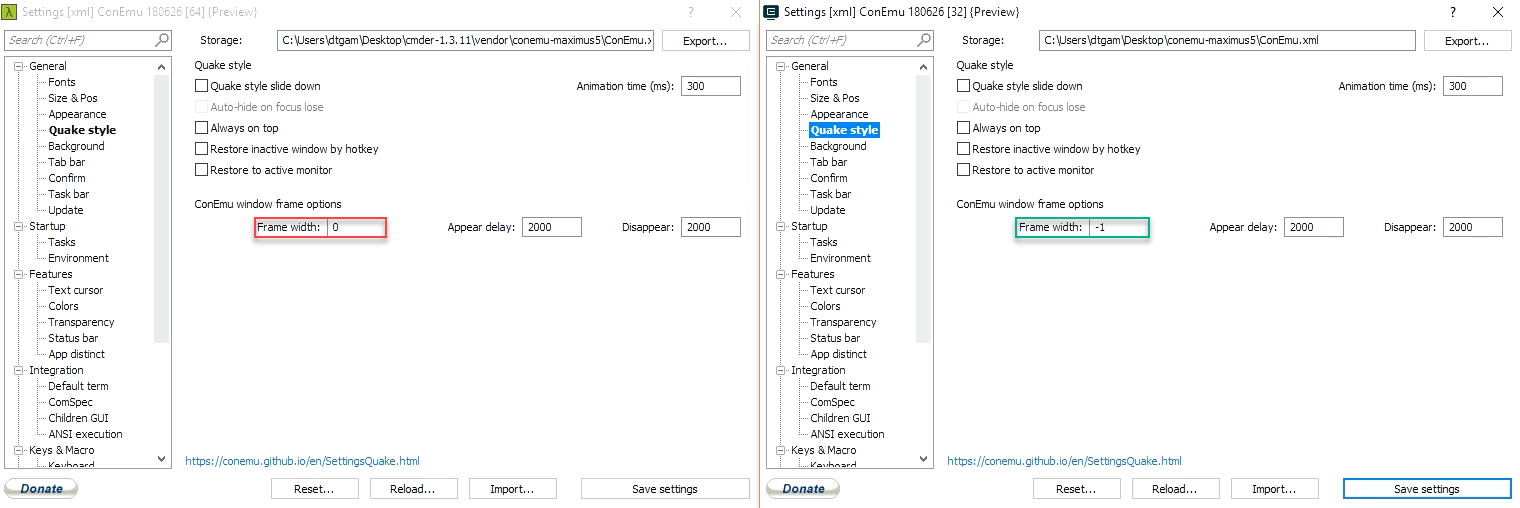 λ Settings [xml] ConEmu 180626 [64] {Preview}
?
Search (Ctrl+F)
Storage:
C:\Users\dtgam\Desktop\cmder-1.3.11\vendor\conemu-maximus5\ConEmu.x
Export...
General
Fonts
Size & Pos
Appearance
Quake style
Background
Tab bar
Confirm
Task bar
Update
Startup
Tasks
Environment
Features
Text cursor
Colors
Transparency
Status bar
App distinct
Integration
Default term
ComSpec
Children GUI
ANSI execution
Keys & Macro
Keyboard
Quake style
Quake style slide down
Animation time (ms): 300
Auto-hide on focus lose
Always on top
Restore inactive window by hotkey
Restore to active monitor
ConEmu window frame options
Frame width: 0 Appear delay: 2000 Disappear: 2000
https://conemu.github.io/en/SettingsQuake.html
Donate Reset... Reload... Import... Save settings
Settings [xml] ConEmu 180626 [32] {Preview}
?
Search (Ctrl+F)
Storage:
C:\Users\dtgam\Desktop\conemu-maximus5\ConEmu.xml
Export...
General
Fonts
Size & Pos
Appearance
Quake style
Background
Tab bar
Confirm
Task bar
Update
Startup
Tasks
Environment
Features
Text cursor
Colors
Transparency
Status bar
App distinct
Integration
Default term
ComSpec
Children GUI
ANSI execution
Keys & Macro
Keyboard
Quake style
Quake style slide down
Animation time (ms): 300
Auto-hide on focus lose
Always on top
Restore inactive window by hotkey
Restore to active monitor
ConEmu window frame options
Frame width: -1 Appear delay: 2000 Disappear: 2000
https://conemu.github.io/en/SettingsQuake.html
Donate Reset... Reload... Import... Save settings